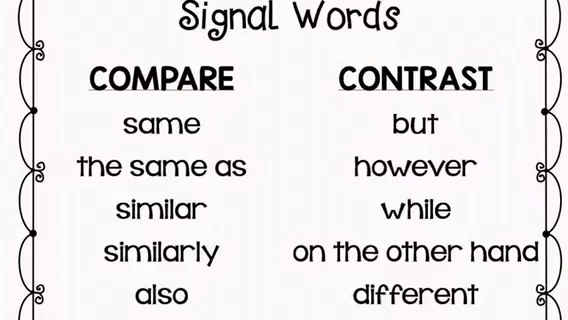 Signal Words
COMPARE CONTRAST
same but
the same as however
similar while
similarly on the other hand
also different